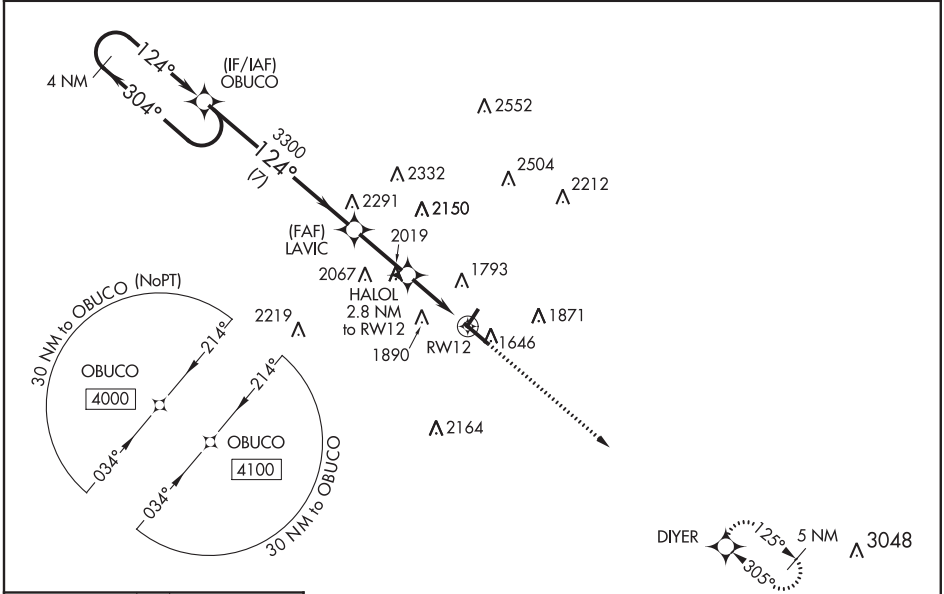 124°
4 NM
304°
(IF/IAF)
OBUCO
3300
124°
(7)
2552
2332
2504
2212
2291
2150
(FAF)
LAVIC
2019
2067
1793
HALOL
2.8 NM
to RW12
1871
1890
RW12
1646
2219
2164
30 NM to OBUCO (NoPT)
214°
OBUCO
4000
034°
214°
OBUCO
4100
034°
30 NM to OBUCO
DIYER
125°
5 NM
305°
3048